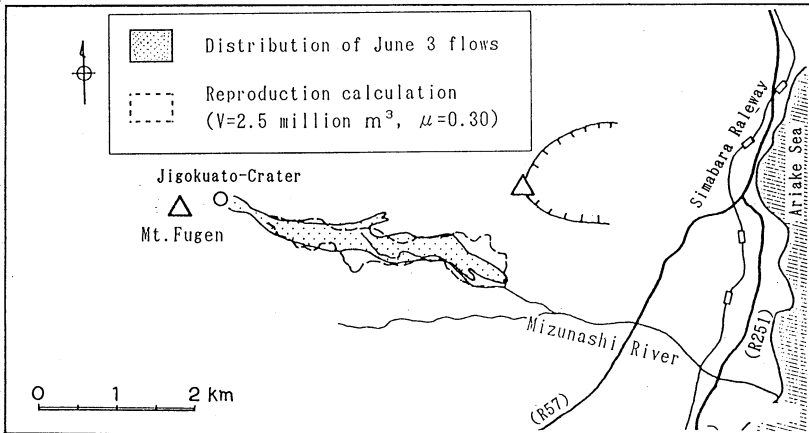 Distribution of June 3 flows
Reproduction calculation
(V=2.5 million m³, μ=0.30)
Jigokuato-Crater
Mt. Fugen
Simabara Raleway
Ariake Sea
Mizunashi River
(R57)
(R251)
0 1 2 km